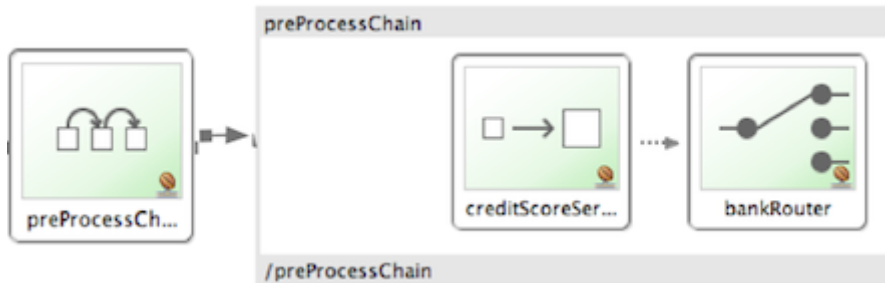 preProcessChain
preProcessCh...
creditScoreSer...
bankRouter
/preProcessChain